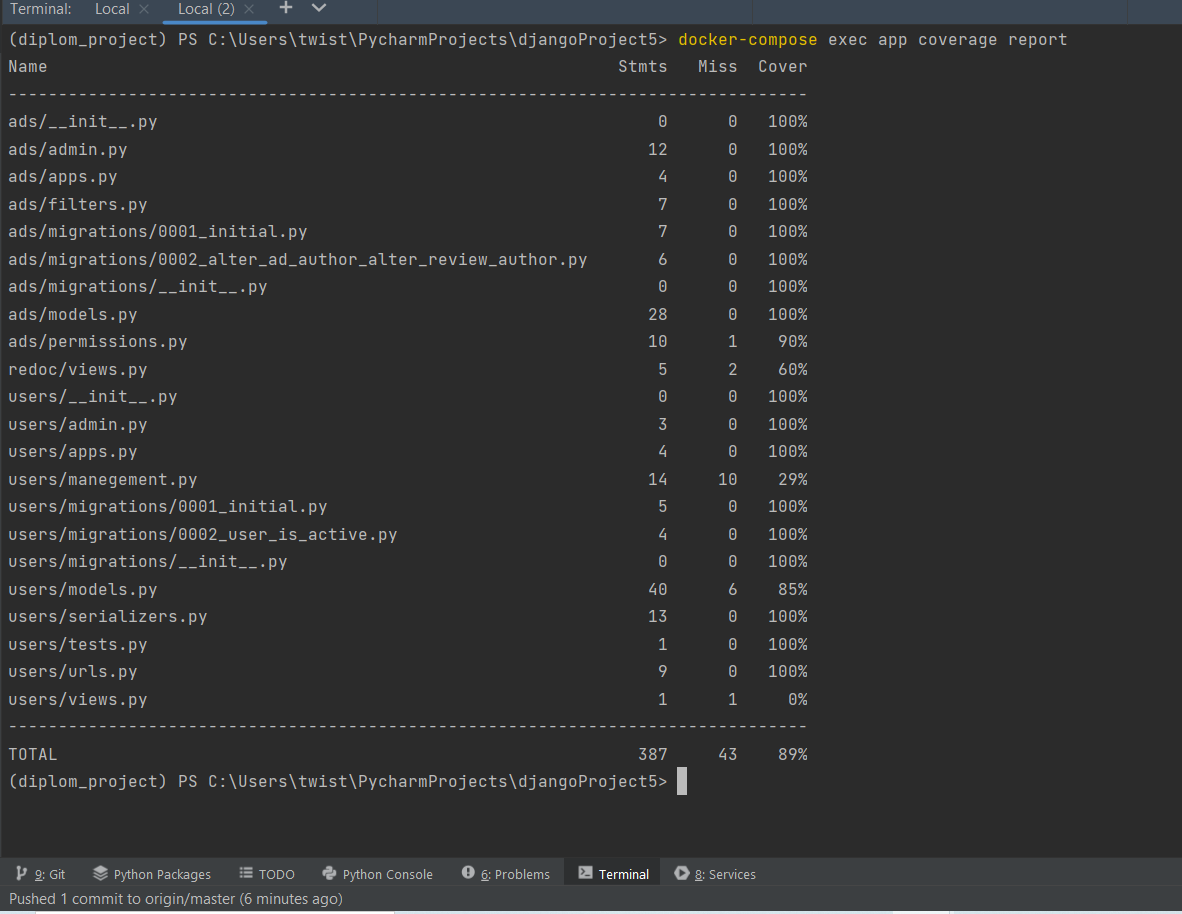 Terminal: Local × Local (2) × +
(diplom_project) PS C:\Users\twist\PycharmProjects\djangoProject5> docker-compose exec app coverage report
Name Stmts Miss Cover
--------------------------------------------------------------------------------
ads/__init__.py 0 0 100%
ads/admin.py 12 0 100%
ads/apps.py 4 0 100%
ads/filters.py 7 0 100%
ads/migrations/0001_initial.py 7 0 100%
ads/migrations/0002_alter_ad_author_alter_review_author.py 6 0 100%
ads/migrations/__init__.py 0 0 100%
ads/models.py 28 0 100%
ads/permissions.py 10 1 90%
redoc/views.py 5 2 60%
users/__init__.py 0 0 100%
users/admin.py 3 0 100%
users/apps.py 4 0 100%
users/manegement.py 14 10 29%
users/migrations/0001_initial.py 5 0 100%
users/migrations/0002_user_is_active.py 4 0 100%
users/migrations/__init__.py 0 0 100%
users/models.py 40 6 85%
users/serializers.py 13 0 100%
users/tests.py 1 0 100%
users/urls.py 9 0 100%
users/views.py 1 1 0%
--------------------------------------------------------------------------------
TOTAL 387 43 89%
(diplom_project) PS C:\Users\twist\PycharmProjects\djangoProject5>
9: Git Python Packages TODO Python Console 6: Problems Terminal 8: Services
Pushed 1 commit to origin/master (6 minutes ago)